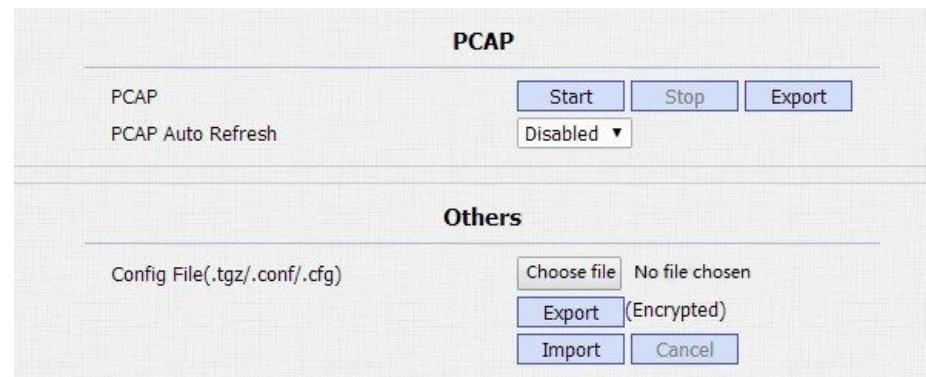 PCAP
PCAP Start Stop Export
PCAP Auto Refresh Disabled ▼
Others
Config File(.tgz/.conf/.cfg) Choose file No file chosen
Export (Encrypted)
Import Cancel